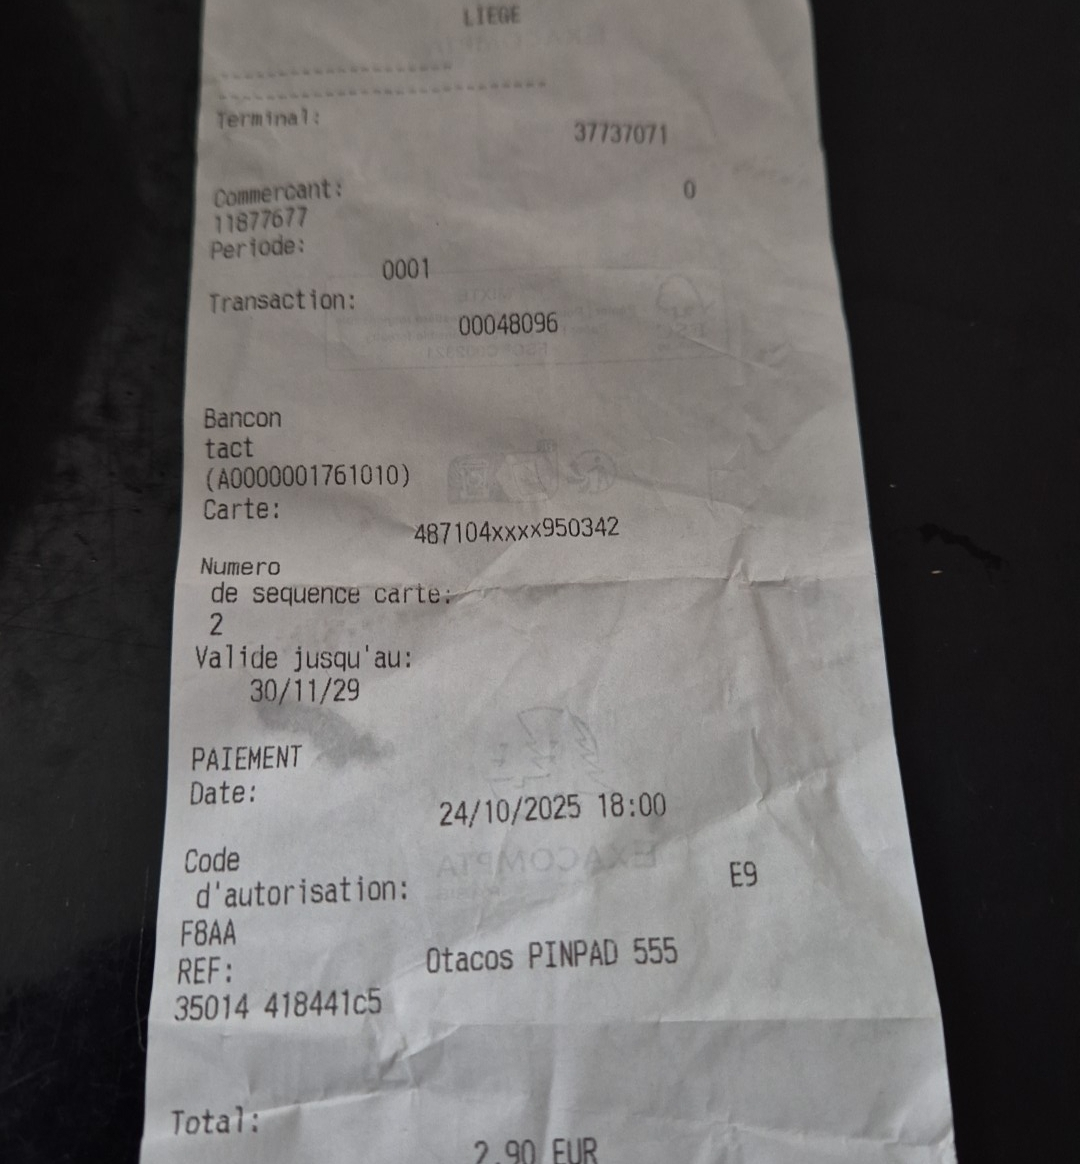 LIEGE
--------------------
----------------------------
Terminal:
37737071
Commercant:
0
11877677
Periode:
0001
Transaction:
00048096
Bancon
tact
(A0000001761010)
Carte:
487104xxxx950342
Numero
de sequence carte:
2
Valide jusqu'au:
30/11/29
PAIEMENT
Date:
24/10/2025 18:00
Code
E9
d'autorisation:
F8AA
REF:
Otacos PINPAD 555
35014 418441c5
Total:
2.90 EUR
EXACOMPTA